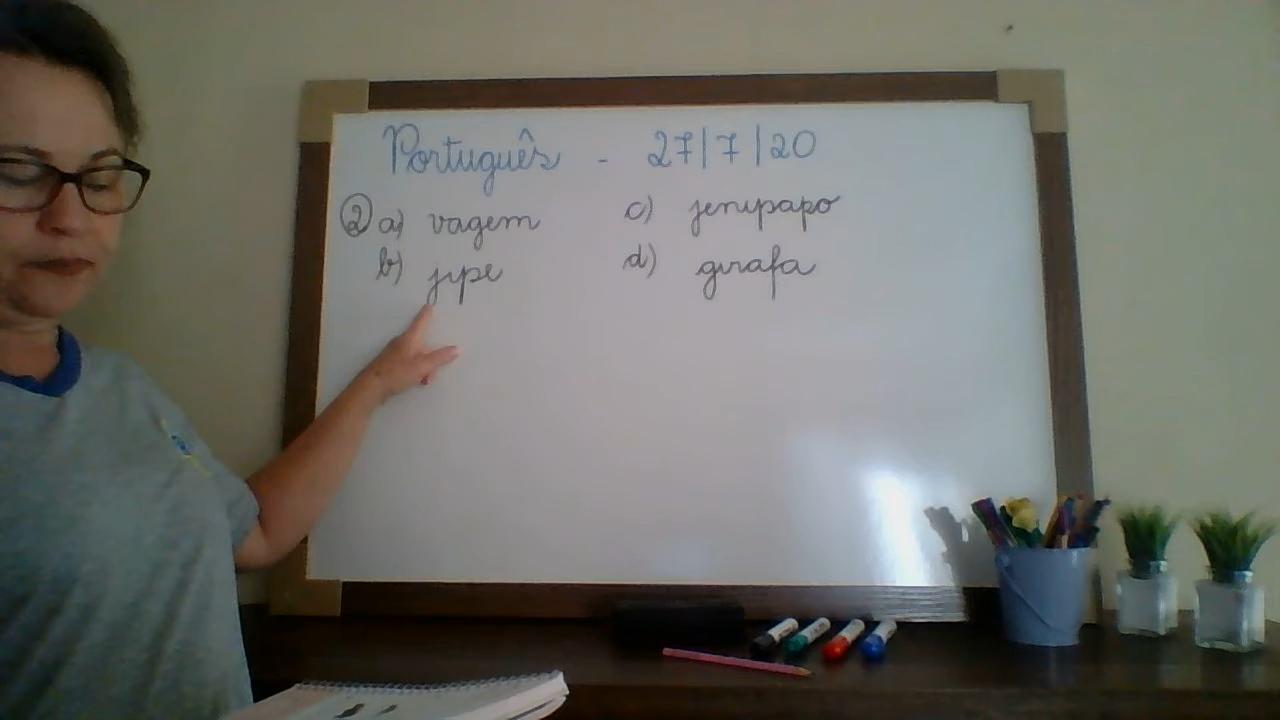 Português - 27/7/20
② a) vagem c) jenipapo
b) jipe d) girafa